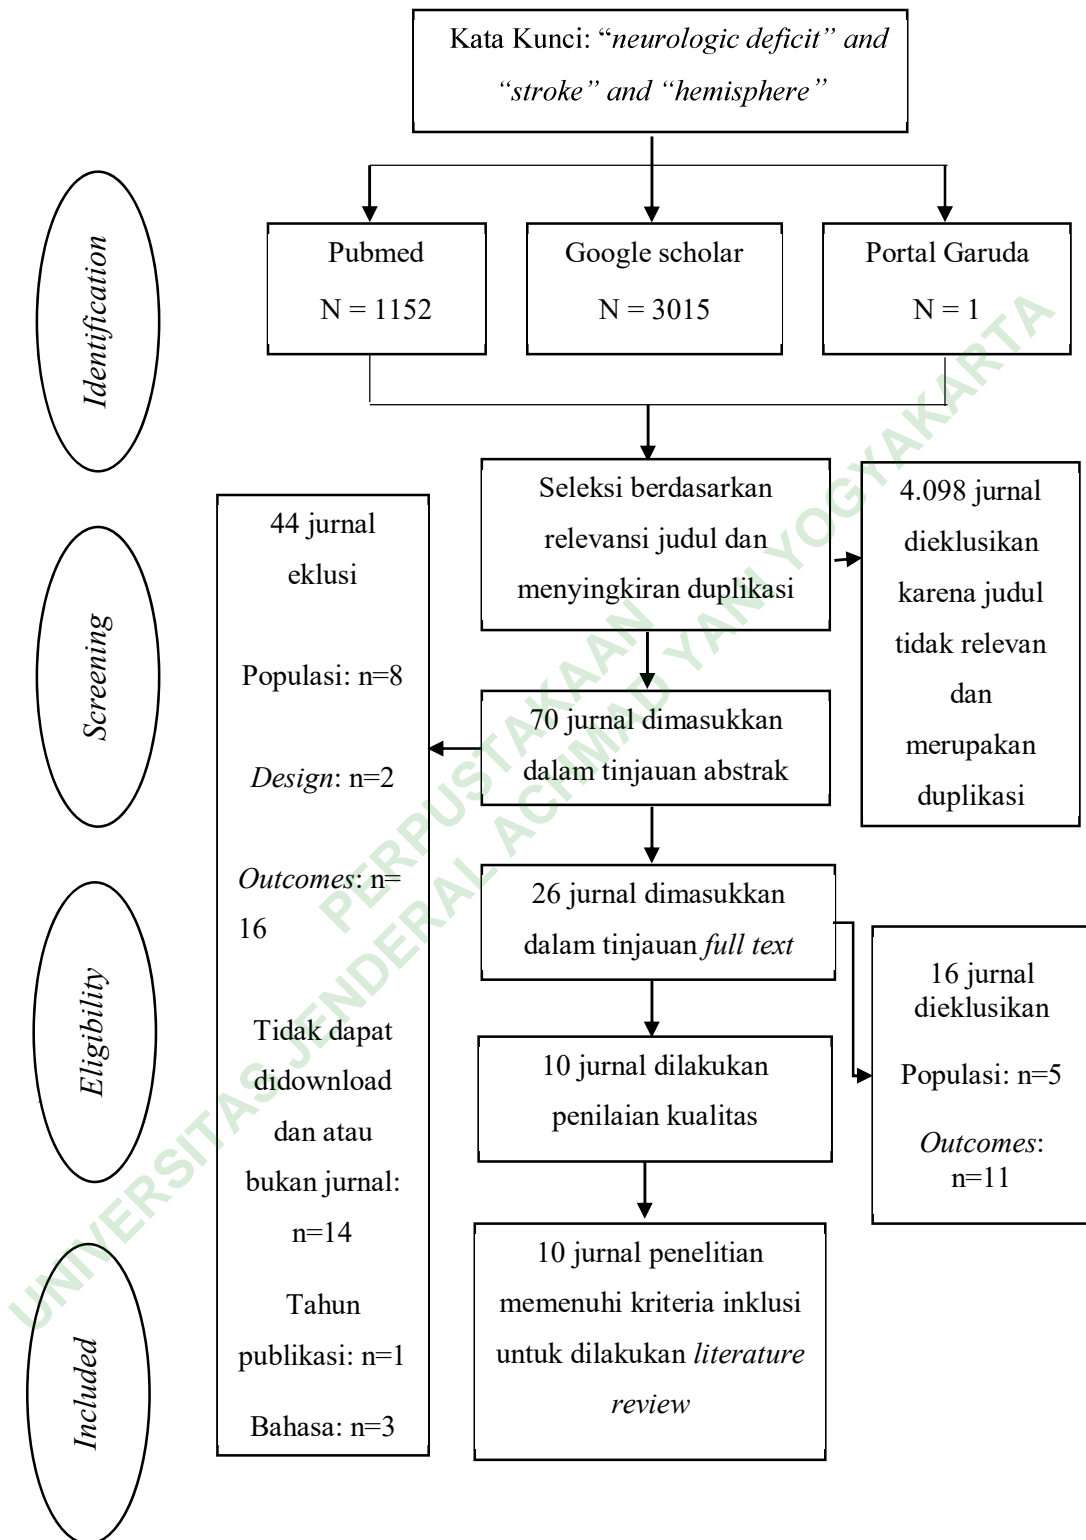 Kata Kunci: “neurologic deficit” and
“stroke” and “hemisphere”
Identification
Pubmed
N = 1152
Google scholar
N = 3015
Portal Garuda
N = 1
Seleksi berdasarkan
relevansi judul dan
menyingkiran duplikasi
4.098 jurnal
dieklusikan
karena judul
tidak relevan
dan
merupakan
duplikasi
Screening
44 jurnal
eklusi
Populasi: n=8
Design: n=2
Outcomes: n=
16
Tidak dapat
didownload
dan atau
bukan jurnal:
n=14
Tahun
publikasi: n=1
Bahasa: n=3
70 jurnal dimasukkan
dalam tinjauan abstrak
Eligibility
26 jurnal dimasukkan
dalam tinjauan full text
16 jurnal
dieklusikan
Populasi: n=5
Outcomes:
n=11
10 jurnal dilakukan
penilaian kualitas
Included
10 jurnal penelitian
memenuhi kriteria inklusi
untuk dilakukan literature
review
PERPUSTAKAAN
UNIVERSITAS JENDERAL ACHMAD YANI YOGYAKARTA